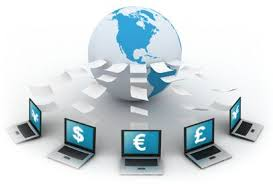 $ € £